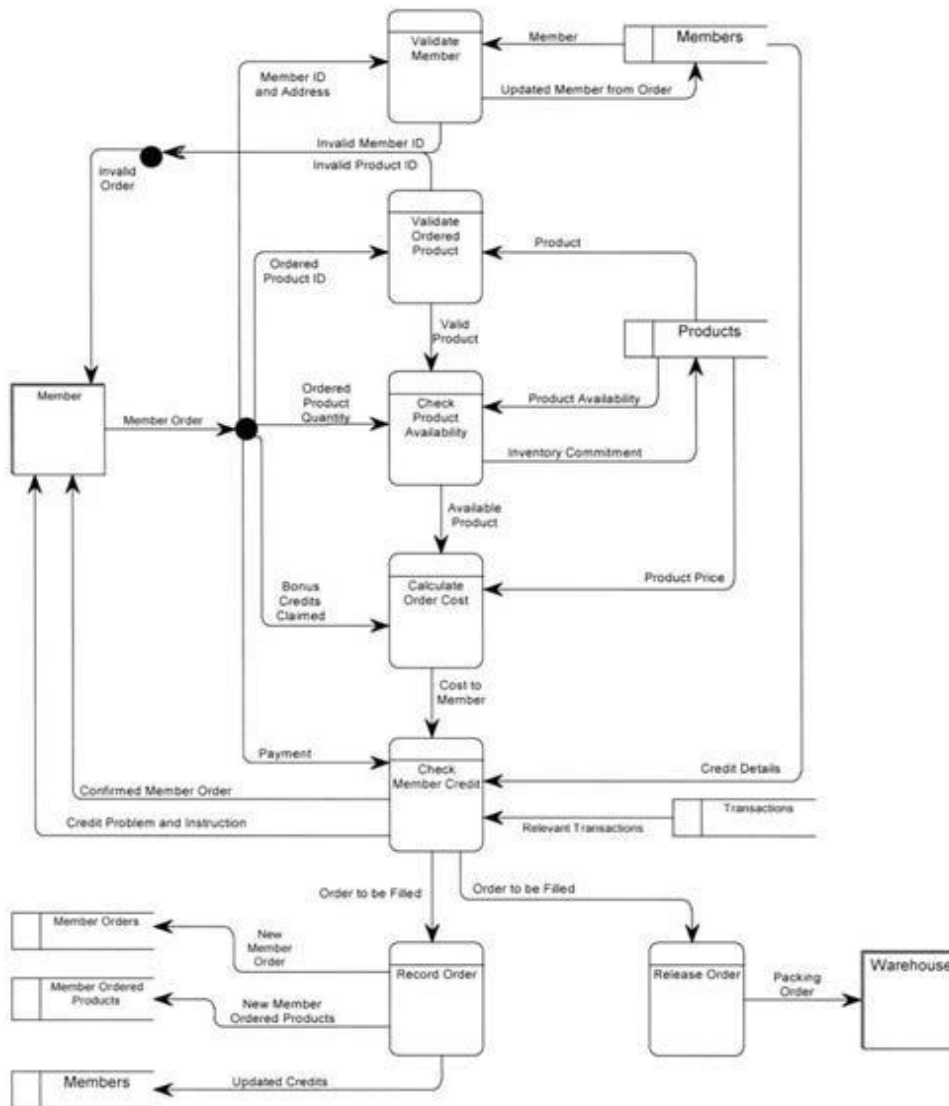 Validate
Member
Member
Members
Member ID
and Address
Updated Member from Order
Invalid Member ID
Invalid Product ID
Invalid
Order
Validate
Ordered
Product
Product
Ordered
Product ID
Valid
Product
Products
Member
Ordered
Product
Quantity
Check
Product
Availability
Product Availability
Member Order
Inventory Commitment
Available
Product
Calculate
Order Cost
Product Price
Bonus
Credits
Claimed
Cost to
Member
Payment
Check
Member Credit
Credit Details
Confirmed Member Order
Transactions
Credit Problem and Instruction
Relevant Transactions
Order to be Filled
Order to be Filled
Member Orders
New
Member
Order
Record Order
Release Order
Warehouse
Packing
Order
Member Ordered
Products
New Member
Ordered Products
Members
Updated Credits